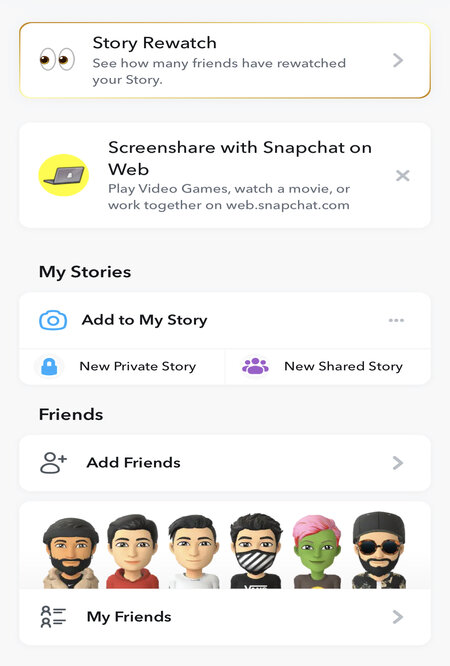 Story Rewatch
See how many friends have rewatched
your Story.
Screenshare with Snapchat on
Web
Play Video Games, watch a movie, or
work together on web.snapchat.com
My Stories
Add to My Story
New Private Story
New Shared Story
Friends
Add Friends
VANS
My Friends